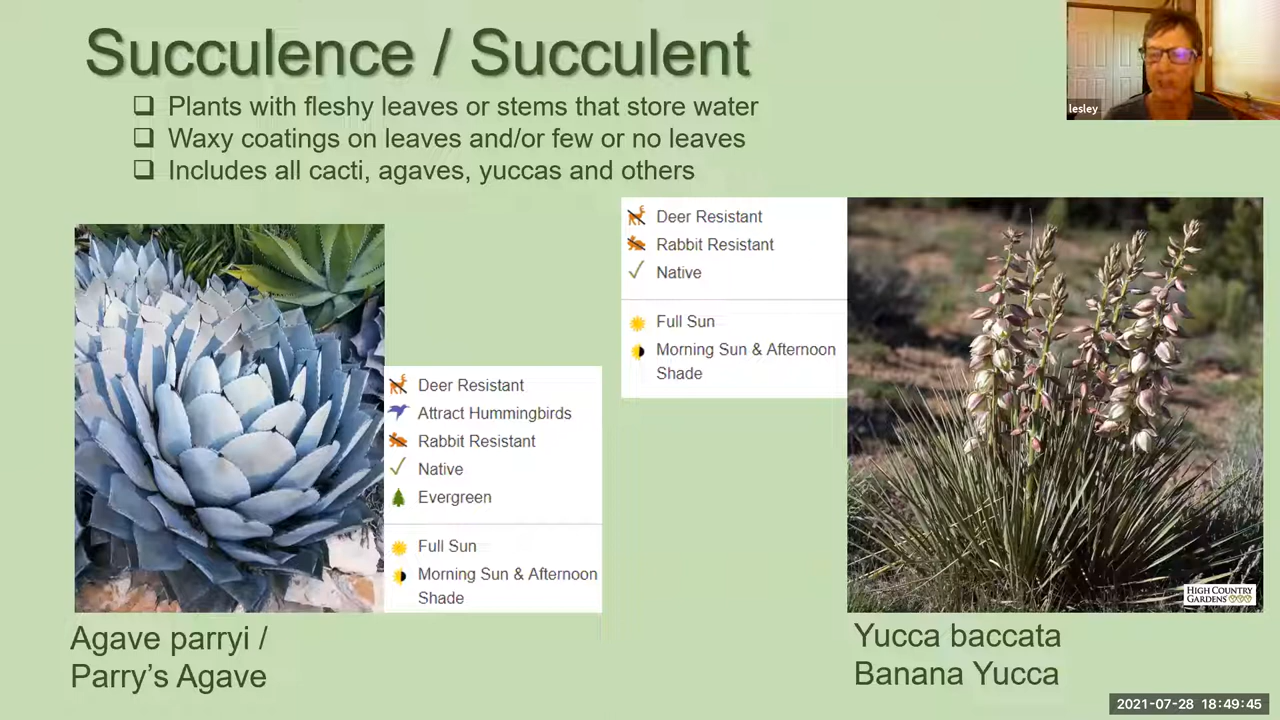 Succulence / Succulent
❑ Plants with fleshy leaves or stems that store water
❑ Waxy coatings on leaves and/or few or no leaves
❑ Includes all cacti, agaves, yuccas and others
lesley
Deer Resistant
Rabbit Resistant
Native
Full Sun
Morning Sun & Afternoon
Shade
Deer Resistant
Attract Hummingbirds
Rabbit Resistant
Native
Evergreen
Full Sun
Morning Sun & Afternoon
Shade
HIGH COUNTRY
GARDENS
Agave parryi /
Parry’s Agave
Yucca baccata
Banana Yucca
2021-07-28 18:49:45